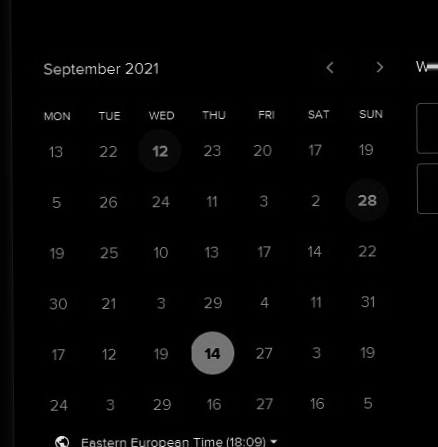 September 2021
MON TUE WED THU FRI SAT SUN
13 22 12 23 20 17 19
5 26 24 11 3 2 28
19 25 10 13 17 14 22
30 21 3 29 4 11 31
17 12 19 14 27 3 19
24 3 29 16 27 16 5
Eastern European Time (18:09)